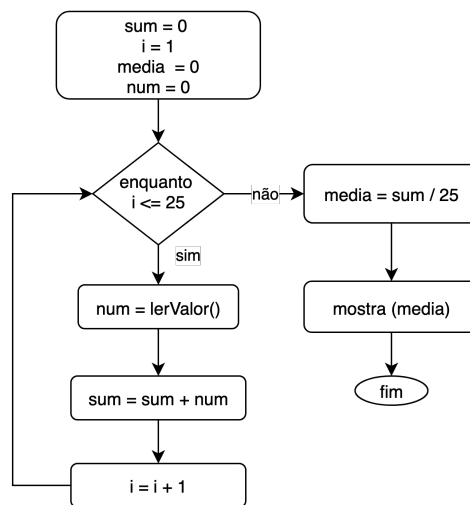 sum = 0
i = 1
media = 0
num = 0
enquanto
i <= 25
sim
não
num = lerValor()
sum = sum + num
i = i + 1
media = sum / 25
mostra (media)
fim